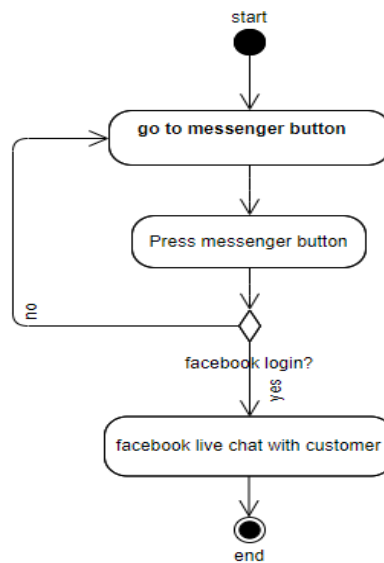 start
go to messenger button
Press messenger button
no
facebook login?
yes
facebook live chat with customer
end